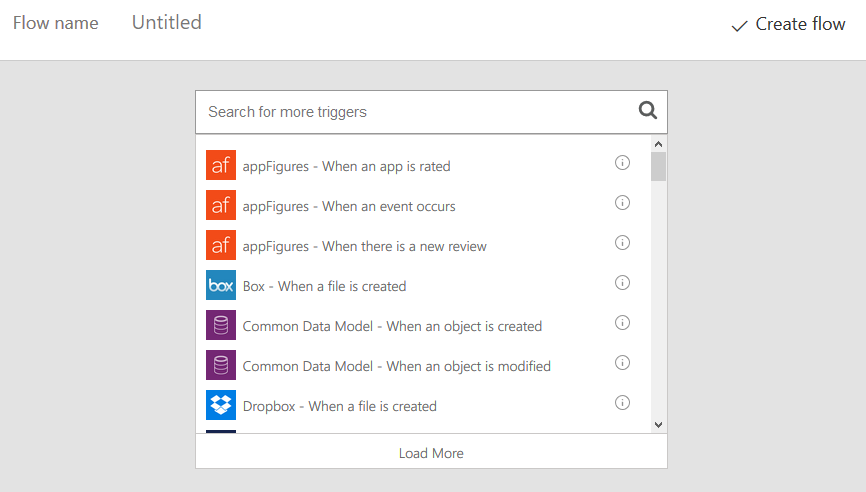 Flow name Untitled Create flow
Search for more triggers
af appFigures - When an app is rated
af appFigures - When an event occurs
af appFigures - When there is a new review
box Box - When a file is created
Common Data Model - When an object is created
Common Data Model - When an object is modified
Dropbox - When a file is created
Load More